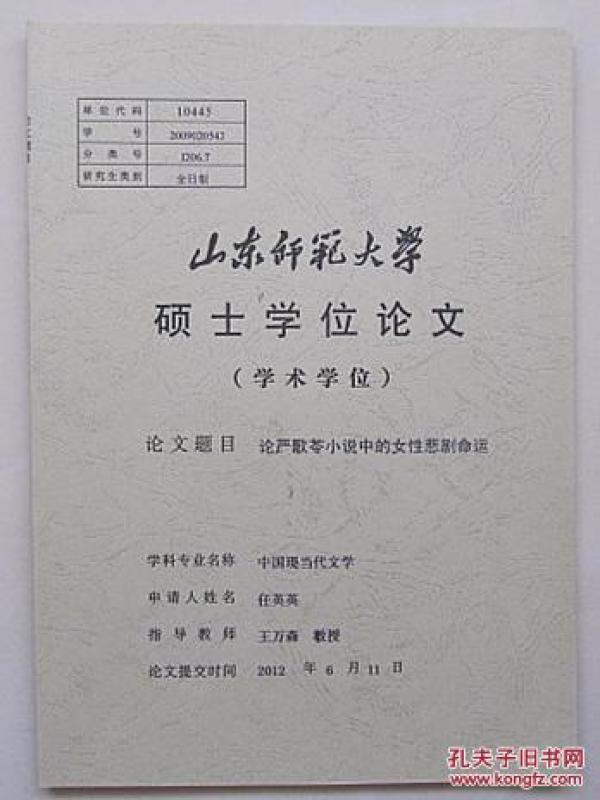 单位代码 10445
学号 2009020542
分类号 I206.7
研究生类别 全日制
山东师範大學
硕士学位论文
（学术学位）
论文题目 论严歌苓小说中的女性悲剧命运
学科专业名称 中国现当代文学
申请人姓名 任英英
指导教师 王万森 教授
论文提交时间 2012 年 6 月 11 日
孔夫子旧书网
www.kongfz.com